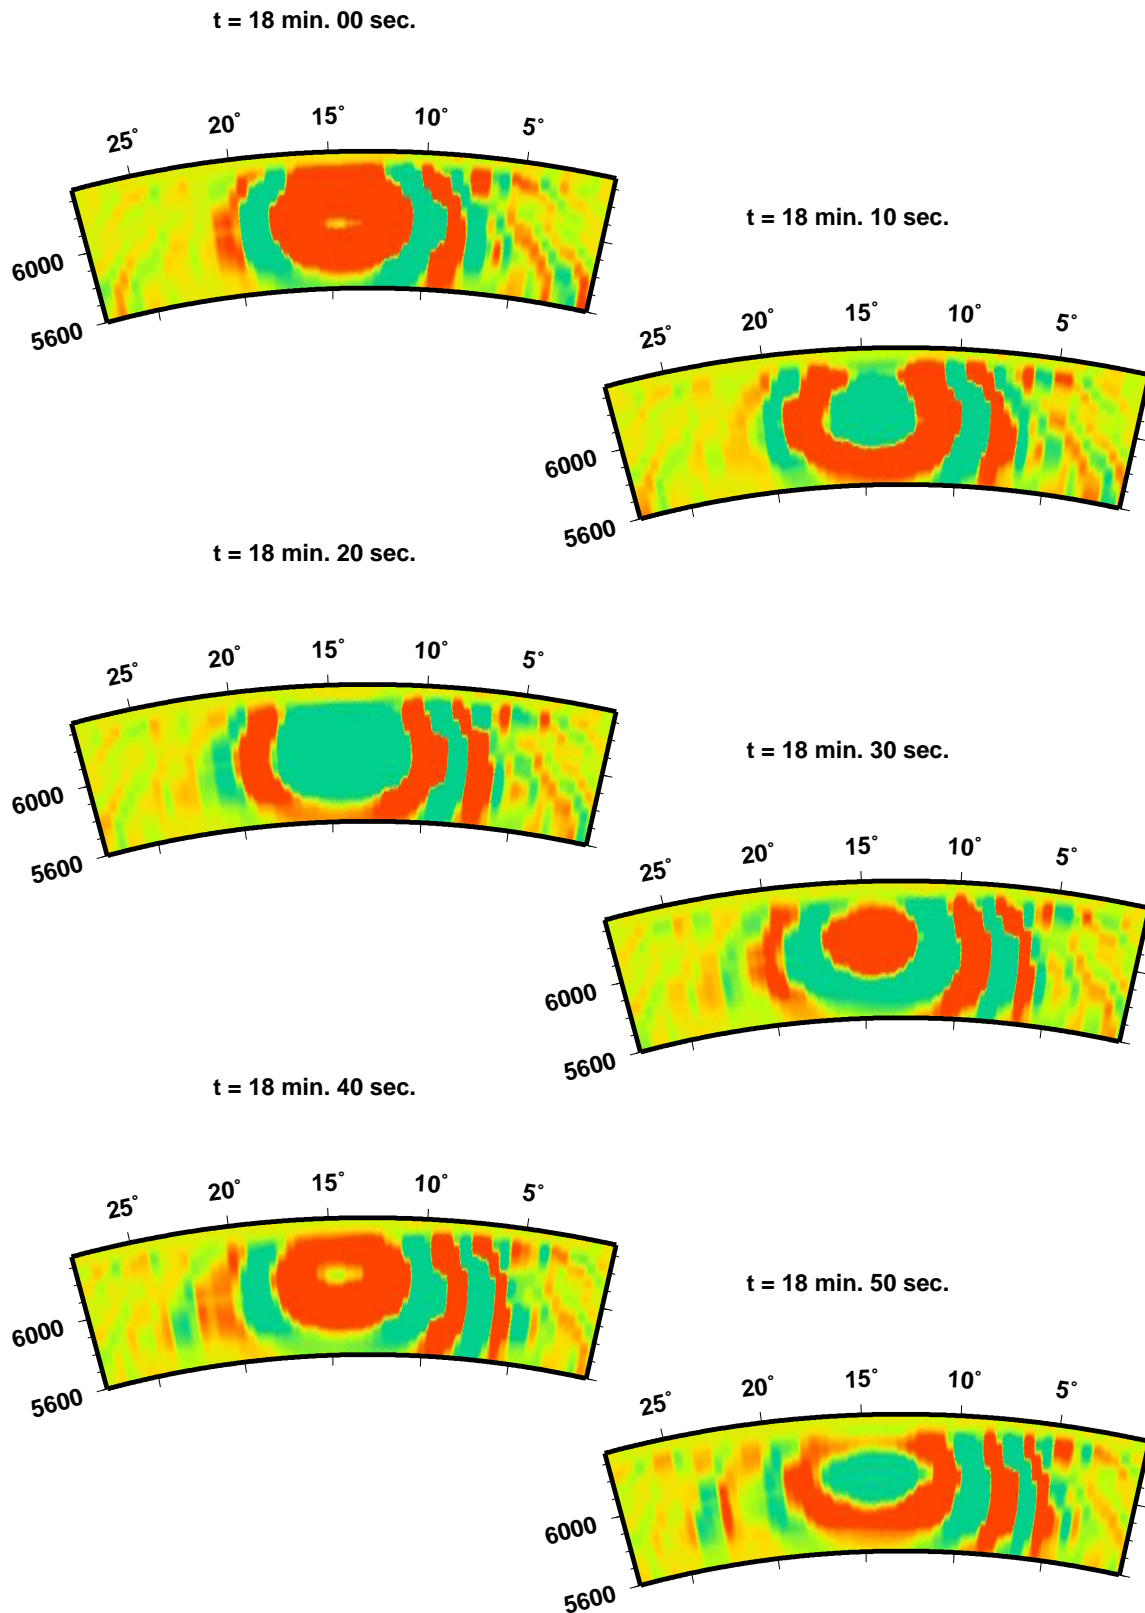 t = 18 min. 00 sec.
25° 20° 15° 10° 5°
6000
5600
t = 18 min. 10 sec.
25° 20° 15° 10° 5°
6000
5600
t = 18 min. 20 sec.
25° 20° 15° 10° 5°
6000
5600
t = 18 min. 30 sec.
25° 20° 15° 10° 5°
6000
5600
t = 18 min. 40 sec.
25° 20° 15° 10° 5°
6000
5600
t = 18 min. 50 sec.
25° 20° 15° 10° 5°
6000
5600